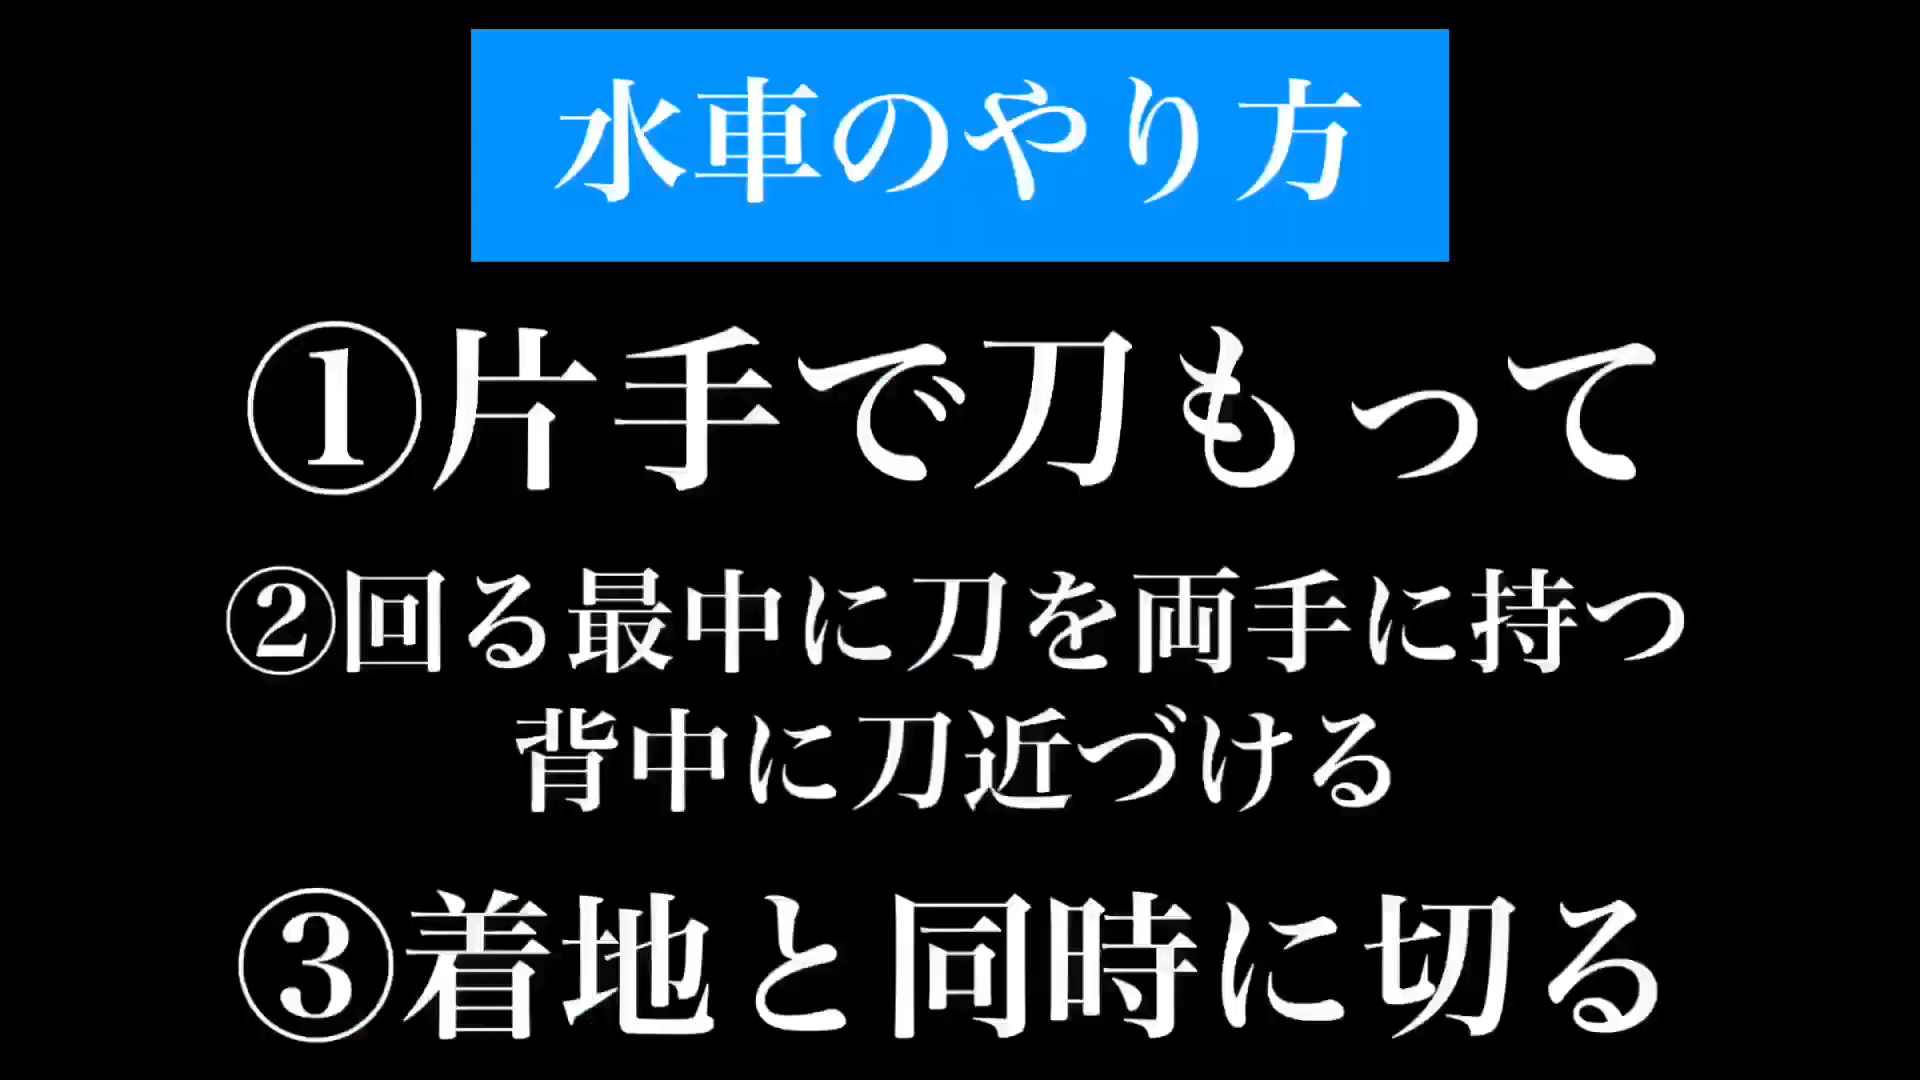 水車のやり方
①片手で刀もって
②回る最中に刀を両手に持つ
背中に刀近づける
③着地と同時に切る